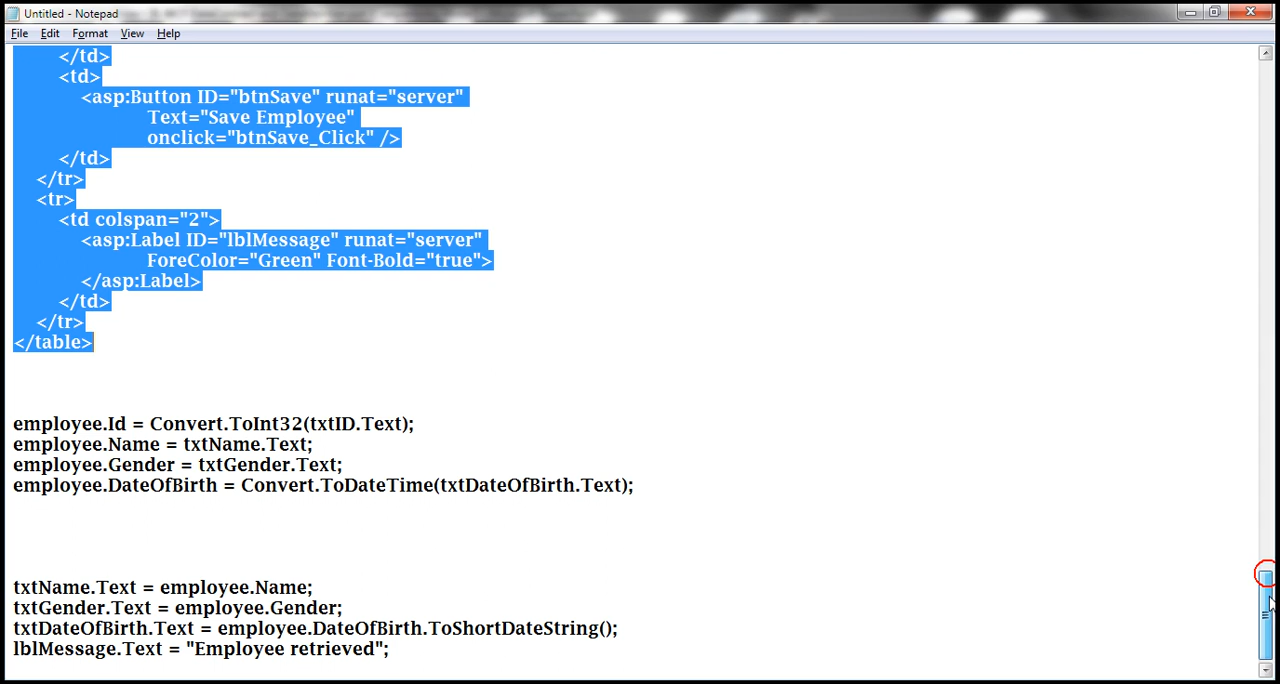 Untitled - Notepad
File Edit Format View Help
</td>
<td>
<asp:Button ID="btnSave" runat="server"
Text="Save Employee"
onclick="btnSave_Click" />
</td>
</tr>
<tr>
<td colspan="2">
<asp:Label ID="lblMessage" runat="server"
ForeColor="Green" Font-Bold="true">
</asp:Label>
</td>
</tr>
</table>
employee.Id = Convert.ToInt32(txtID.Text);
employee.Name = txtName.Text;
employee.Gender = txtGender.Text;
employee.DateOfBirth = Convert.ToDateTime(txtDateOfBirth.Text);
txtName.Text = employee.Name;
txtGender.Text = employee.Gender;
txtDateOfBirth.Text = employee.DateOfBirth.ToShortDateString();
lblMessage.Text = "Employee retrieved";